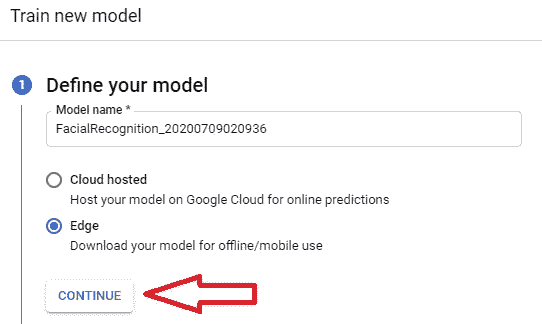 Train new model
1 Define your model
Model name *
FacialRecognition_20200709020936
Cloud hosted
Host your model on Google Cloud for online predictions
Edge
Download your model for offline/mobile use
CONTINUE